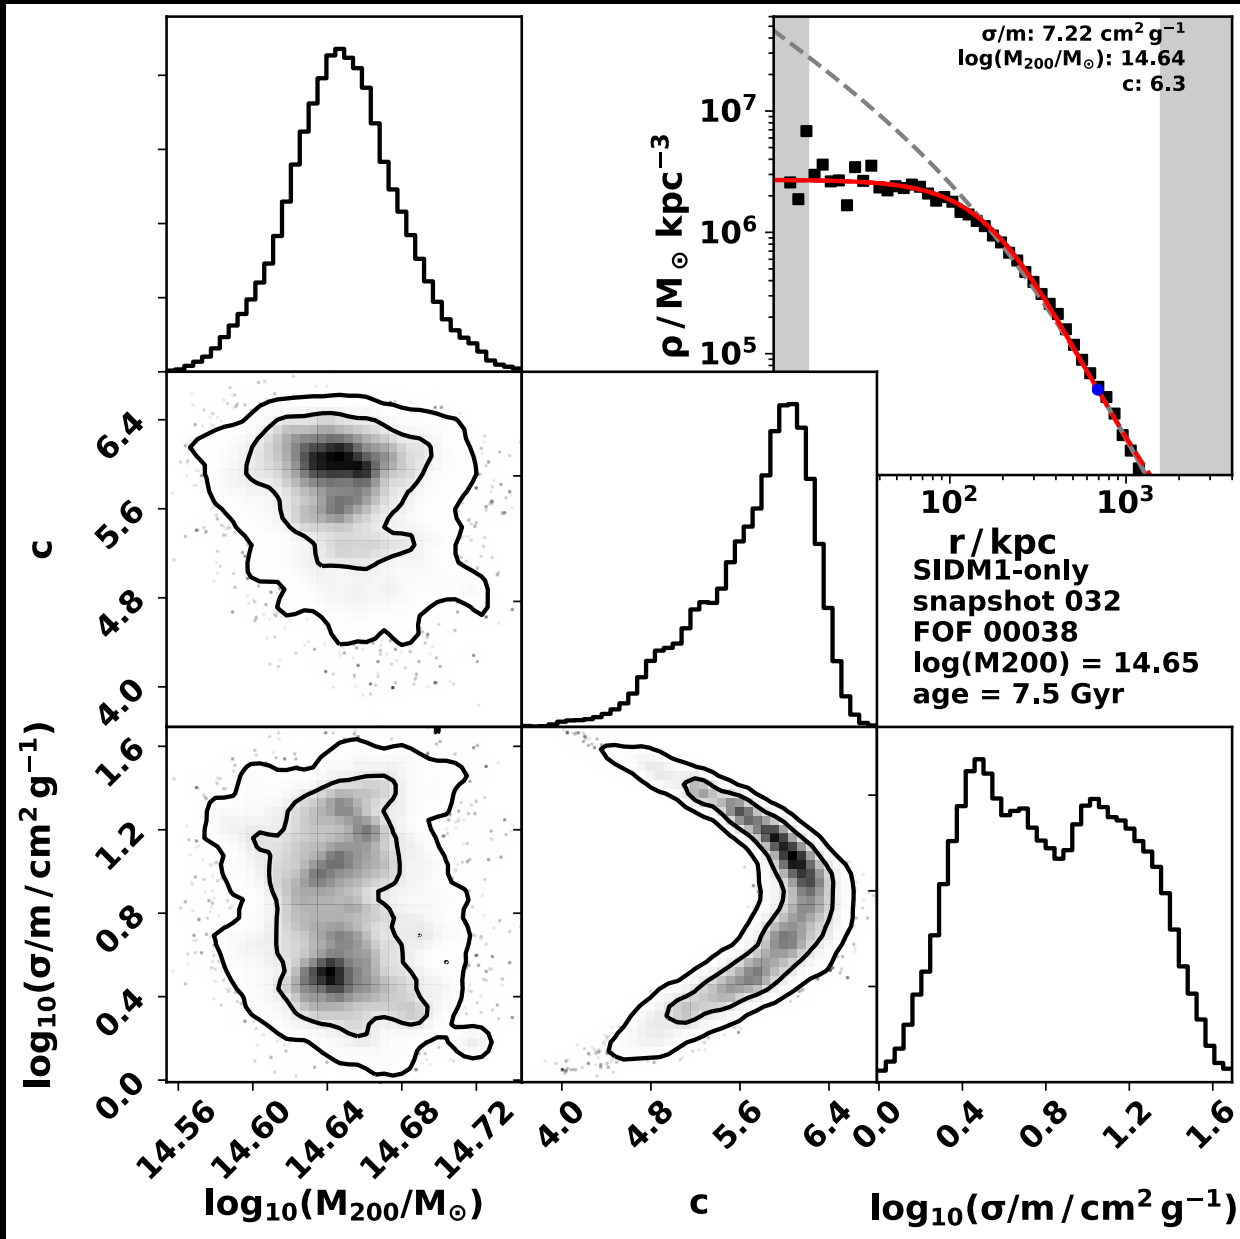 σ/m: 7.22 cm² g⁻¹
log(M₂₀₀/M☉): 14.64
c: 6.3
10⁷
10⁶
10⁵
ρ / M☉ kpc⁻³
10² 10³
r / kpc
SIDM1-only
snapshot 032
FOF 00038
log(M200) = 14.65
age = 7.5 Gyr
6.4
5.6
4.8
4.0
c
1.6
1.2
0.8
0.4
0.0
log₁₀(σ/m / cm² g⁻¹)
14.56 14.60 14.64 14.68 14.72
4.0 4.8 5.6 6.4
0.0 0.4 0.8 1.2 1.6
log₁₀(M₂₀₀/M☉)
c
log₁₀(σ/m / cm² g⁻¹)